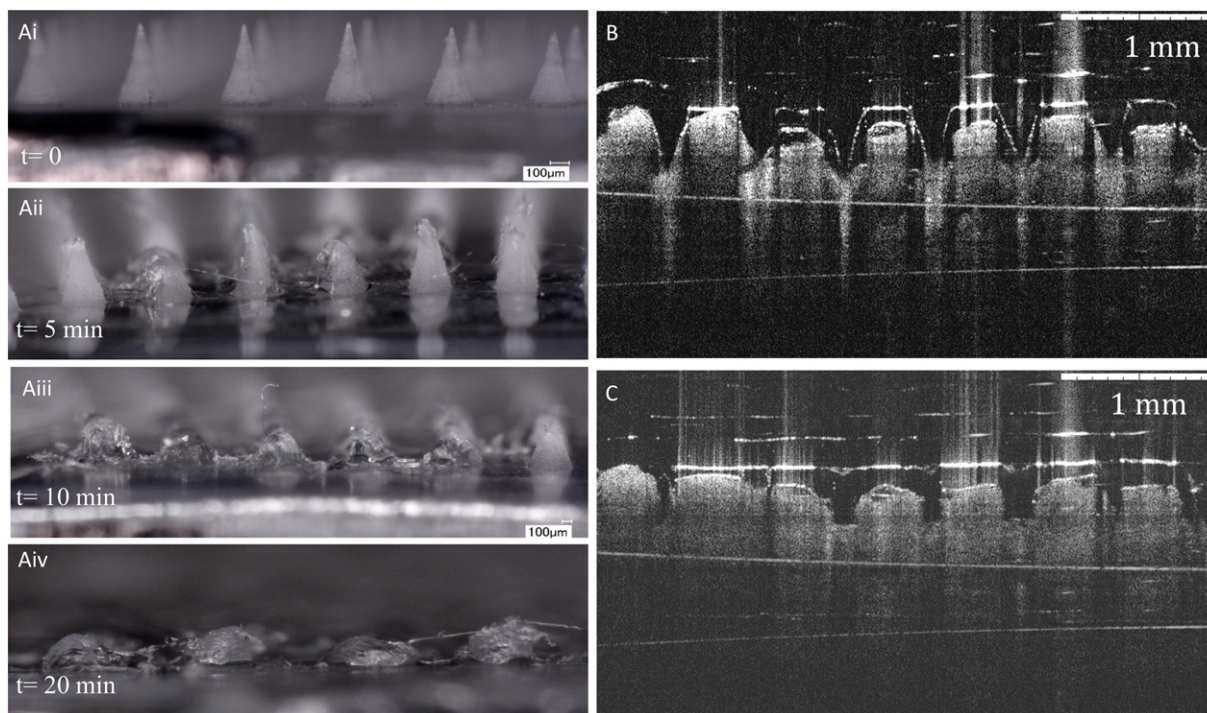 Ai
t= 0
100µm
Aii
t= 5 min
Aiii
t= 10 min
100µm
Aiv
t= 20 min
B
1 mm
C
1 mm